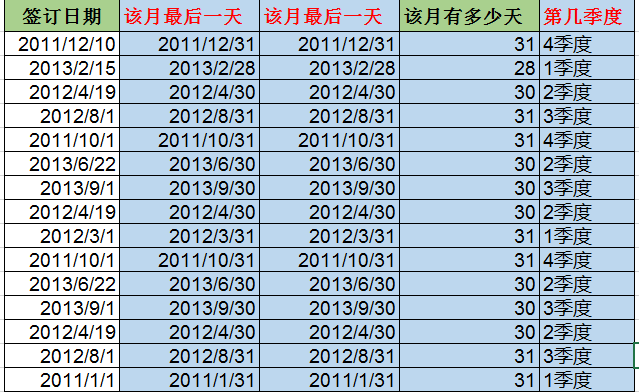 签订日期 该月最后一天 该月最后一天 该月有多少天 第几季度
2011/12/10 2011/12/31 2011/12/31 31 4季度
2013/2/15 2013/2/28 2013/2/28 28 1季度
2012/4/19 2012/4/30 2012/4/30 30 2季度
2012/8/1 2012/8/31 2012/8/31 31 3季度
2011/10/1 2011/10/31 2011/10/31 31 4季度
2013/6/22 2013/6/30 2013/6/30 30 2季度
2013/9/1 2013/9/30 2013/9/30 30 3季度
2012/4/19 2012/4/30 2012/4/30 30 2季度
2012/3/1 2012/3/31 2012/3/31 31 1季度
2011/10/1 2011/10/31 2011/10/31 31 4季度
2013/6/22 2013/6/30 2013/6/30 30 2季度
2013/9/1 2013/9/30 2013/9/30 30 3季度
2012/4/19 2012/4/30 2012/4/30 30 2季度
2012/8/1 2012/8/31 2012/8/31 31 3季度
2011/1/1 2011/1/31 2011/1/31 31 1季度